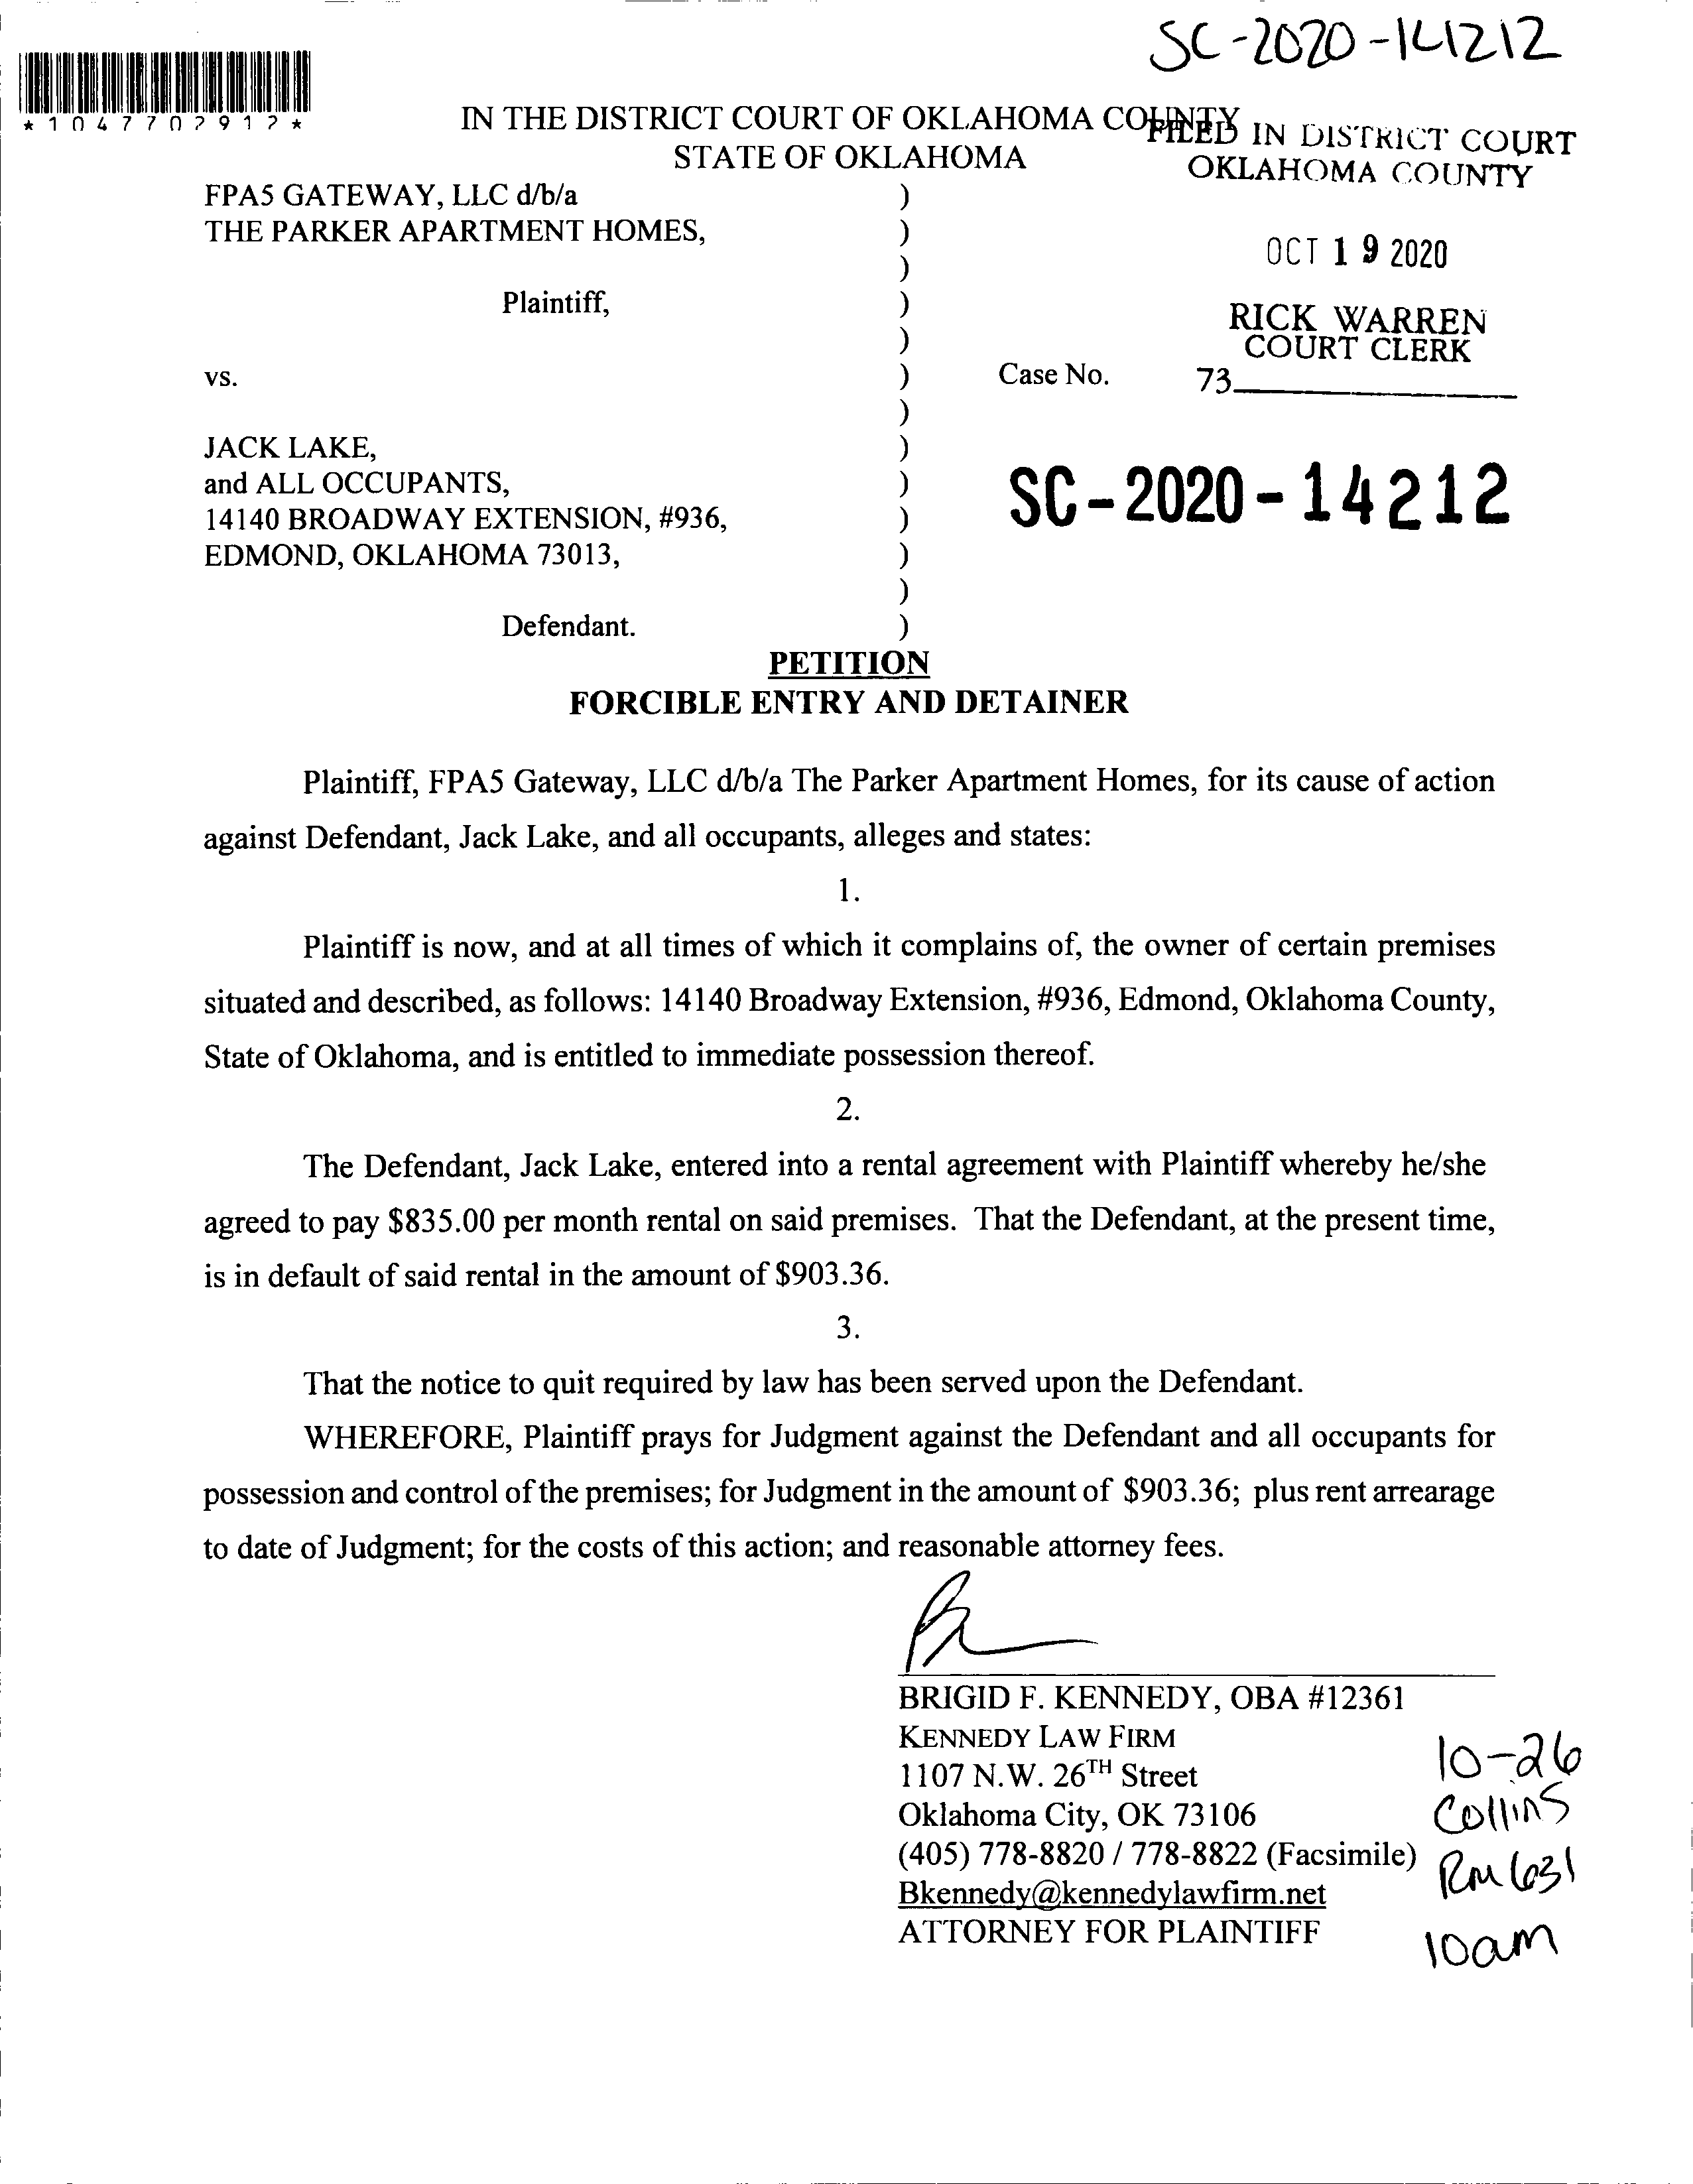 SC-2020-14212
*1047702912*
IN THE DISTRICT COURT OF OKLAHOMA COUNTY
STATE OF OKLAHOMA
FILED IN DISTRICT COURT
OKLAHOMA COUNTY
OCT 19 2020
RICK WARREN
COURT CLERK
73
FPA5 GATEWAY, LLC d/b/a )
THE PARKER APARTMENT HOMES, )
)
Plaintiff, )
)
vs. ) Case No.
)
JACK LAKE, )
and ALL OCCUPANTS, ) SC-2020-14212
14140 BROADWAY EXTENSION, #936, )
EDMOND, OKLAHOMA 73013, )
)
Defendant. )
PETITION
FORCIBLE ENTRY AND DETAINER
Plaintiff, FPA5 Gateway, LLC d/b/a The Parker Apartment Homes, for its cause of action
against Defendant, Jack Lake, and all occupants, alleges and states:
1.
Plaintiff is now, and at all times of which it complains of, the owner of certain premises
situated and described, as follows: 14140 Broadway Extension, #936, Edmond, Oklahoma County,
State of Oklahoma, and is entitled to immediate possession thereof.
2.
The Defendant, Jack Lake, entered into a rental agreement with Plaintiff whereby he/she
agreed to pay $835.00 per month rental on said premises. That the Defendant, at the present time,
is in default of said rental in the amount of $903.36.
3.
That the notice to quit required by law has been served upon the Defendant.
WHEREFORE, Plaintiff prays for Judgment against the Defendant and all occupants for
possession and control of the premises; for Judgment in the amount of $903.36; plus rent arrearage
to date of Judgment; for the costs of this action; and reasonable attorney fees.
BRIGID F. KENNEDY, OBA #12361
KENNEDY LAW FIRM
1107 N.W. 26TH Street
Oklahoma City, OK 73106
(405) 778-8820 / 778-8822 (Facsimile)
Bkennedy@kennedylawfirm.net
ATTORNEY FOR PLAINTIFF
10-26
Collins
Rm 631
10am